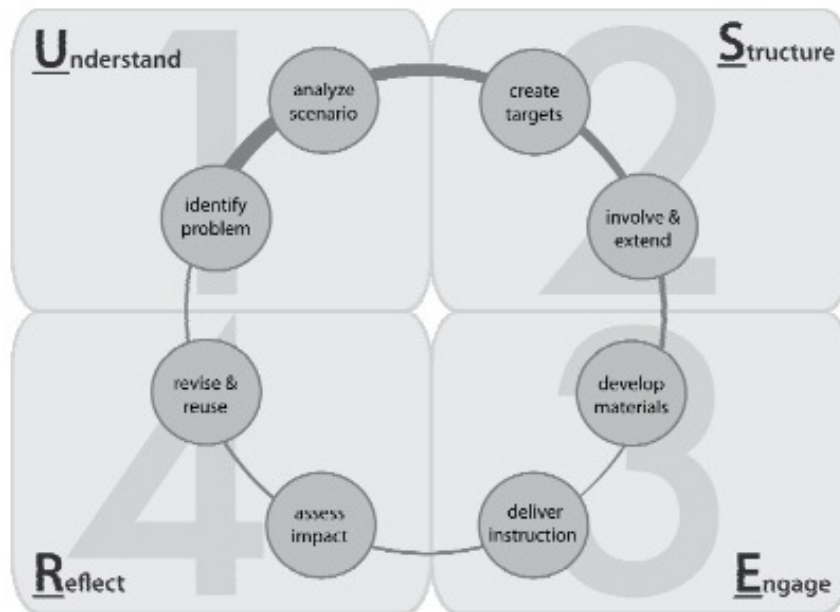 Understand
1
analyze
scenario
identify
problem
Structure
2
create
targets
involve &
extend
3
develop
materials
deliver
instruction
Engage
4
revise &
reuse
assess
impact
Reflect